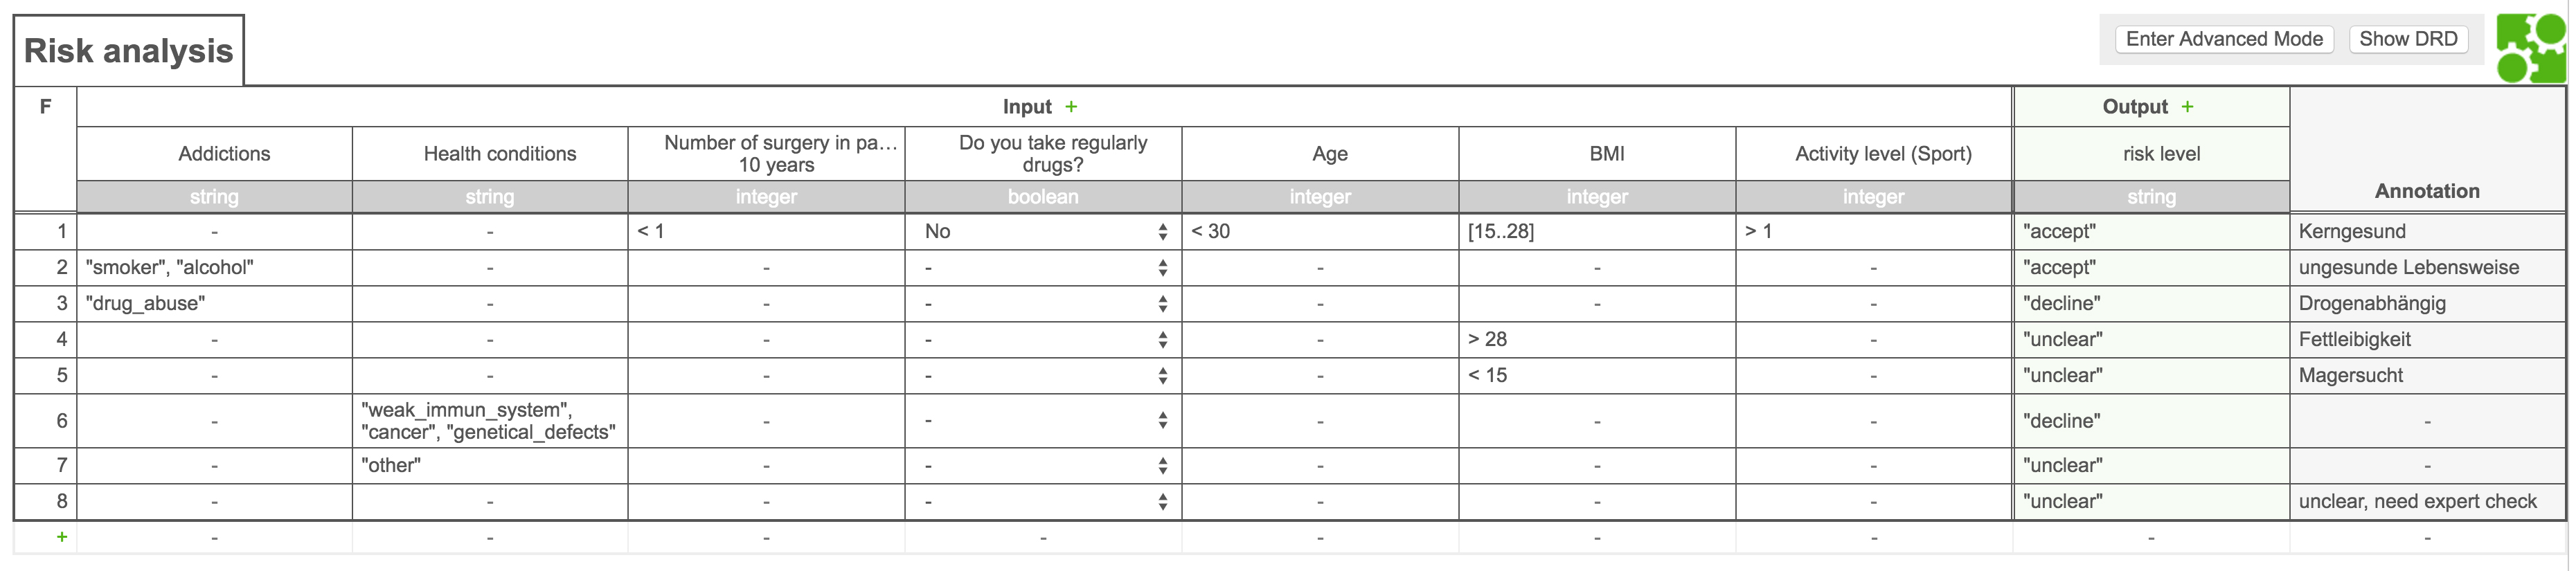 Risk analysis
Enter Advanced Mode Show DRD
F Input + Output + Annotation
Addictions Health conditions Number of surgery in pa... Do you take regularly Age BMI Activity level (Sport) risk level
10 years drugs?
string string integer boolean integer integer integer string
1 - - < 1 No < 30 [15..28] > 1 "accept" Kerngesund
2 "smoker", "alcohol" - - - - - - "accept" ungesunde Lebensweise
3 "drug_abuse" - - - - - - "decline" Drogenabhängig
4 - - - - - > 28 - "unclear" Fettleibigkeit
5 - - - - - < 15 - "unclear" Magersucht
6 - "weak_immun_system", - - - - - "decline" -
"cancer", "genetical_defects"
7 - "other" - - - - - "unclear" -
8 - - - - - - - "unclear" unclear, need expert check
+ - - - - - - - - -